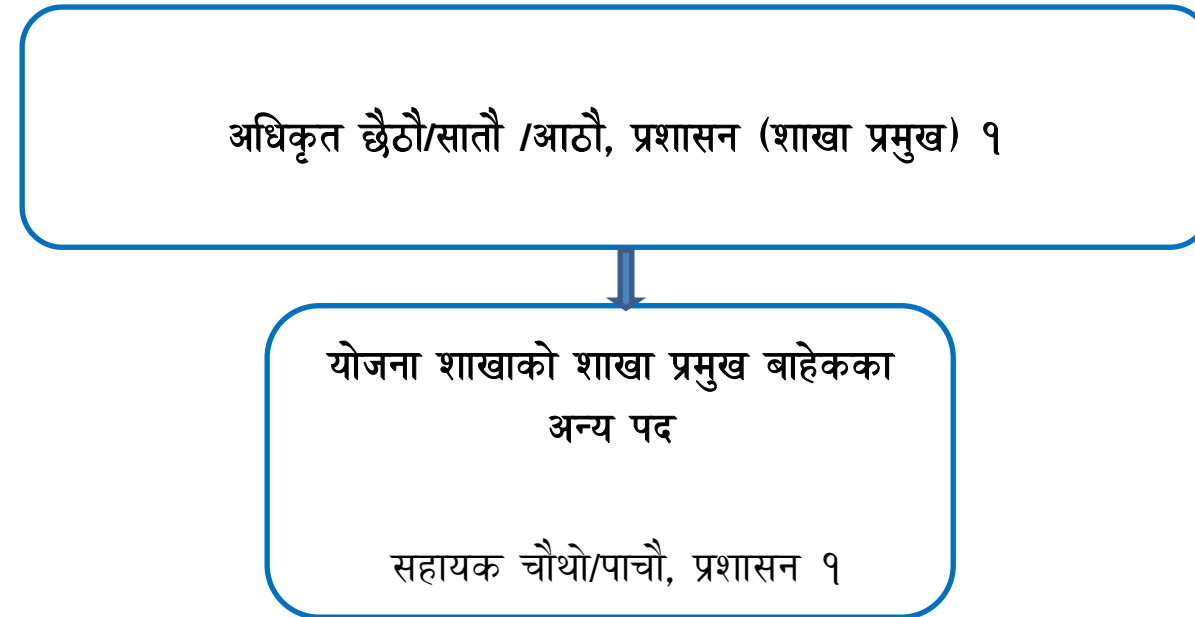 अधिकृत छैठौ/सातौ /आठौ, प्रशासन (शाखा प्रमुख) १
योजना शाखाको शाखा प्रमुख बाहेकका
अन्य पद
सहायक चौथो/पाचौ, प्रशासन १